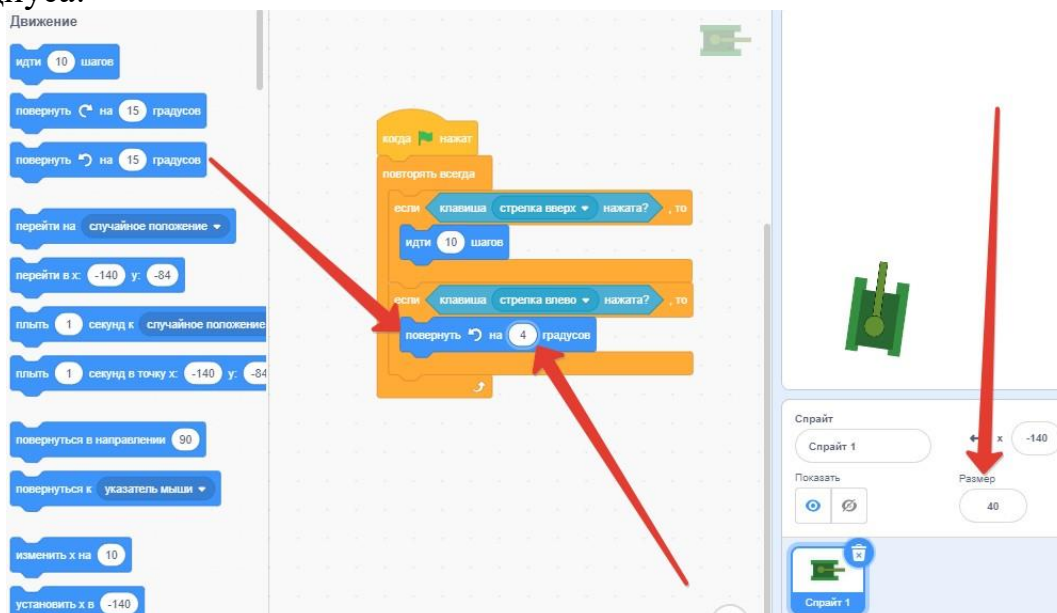 Движение
идти 10 шагов
повернуть на 15 градусов
повернуть на 15 градусов
перейти на случайное положение
перейти в x: -140 y: -84
плыть 1 секунд к случайное положение
плыть 1 секунд в точку x: -140 y: -84
повернуться в направлении 90
повернуться к указатель мыши
изменить x на 10
установить x в -140
когда нажат
повторять всегда
если клавиша стрелка вверх нажата? , то
идти 10 шагов
если клавиша стрелка влево нажата? , то
повернуть на 4 градусов
Спрайт
Спрайт 1
x -140
Показать
Размер
40
Спрайт 1